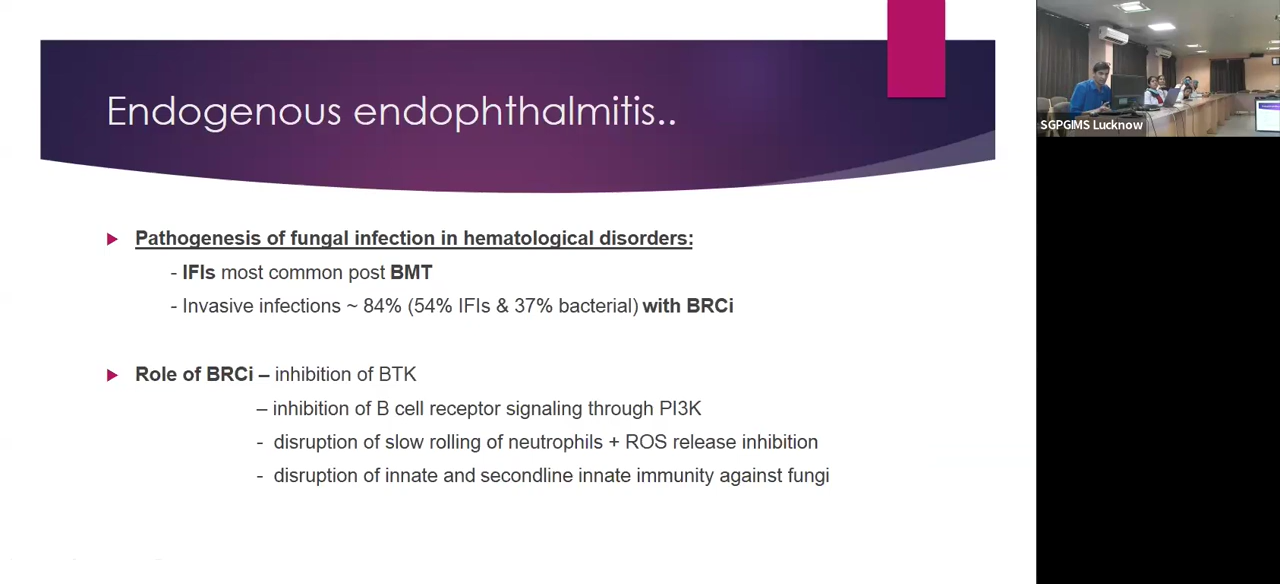 Endogenous endophthalmitis..
SGPGIMS Lucknow
Pathogenesis of fungal infection in hematological disorders:
- IFIs most common post BMT
- Invasive infections ~ 84% (54% IFIs & 37% bacterial) with BRCi
Role of BRCi – inhibition of BTK
– inhibition of B cell receptor signaling through PI3K
- disruption of slow rolling of neutrophils + ROS release inhibition
- disruption of innate and secondline innate immunity against fungi